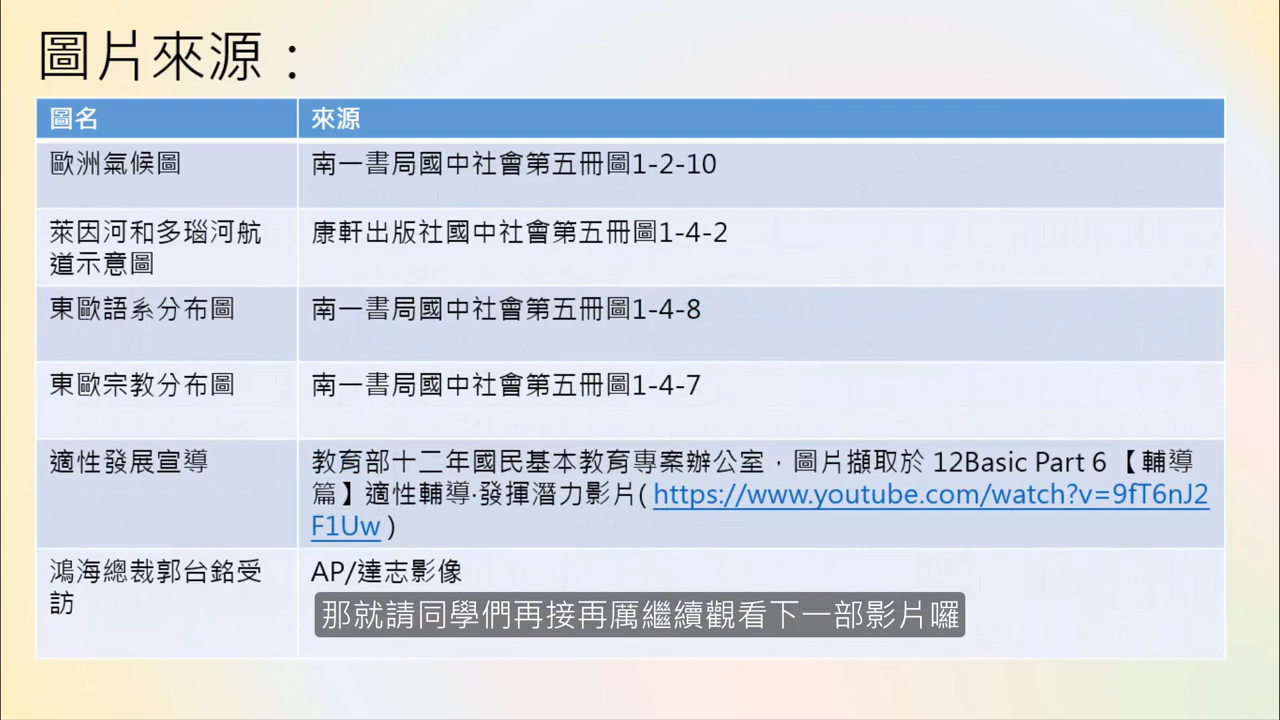 圖片來源：
圖名
來源
歐洲氣候圖
南一書局國中社會第五冊圖1-2-10
萊因河和多瑙河航
道示意圖
康軒出版社國中社會第五冊圖1-4-2
東歐語系分布圖
南一書局國中社會第五冊圖1-4-8
東歐宗教分布圖
南一書局國中社會第五冊圖1-4-7
適性發展宣導
教育部十二年國民基本教育專案辦公室，圖片擷取於 12Basic Part 6 【輔導
篇】適性輔導·發揮潛力影片( https://www.youtube.com/watch?v=9fT6nJ2
F1Uw )
鴻海總裁郭台銘受
訪
AP/達志影像
那就請同學們再接再厲繼續觀看下一部影片囉